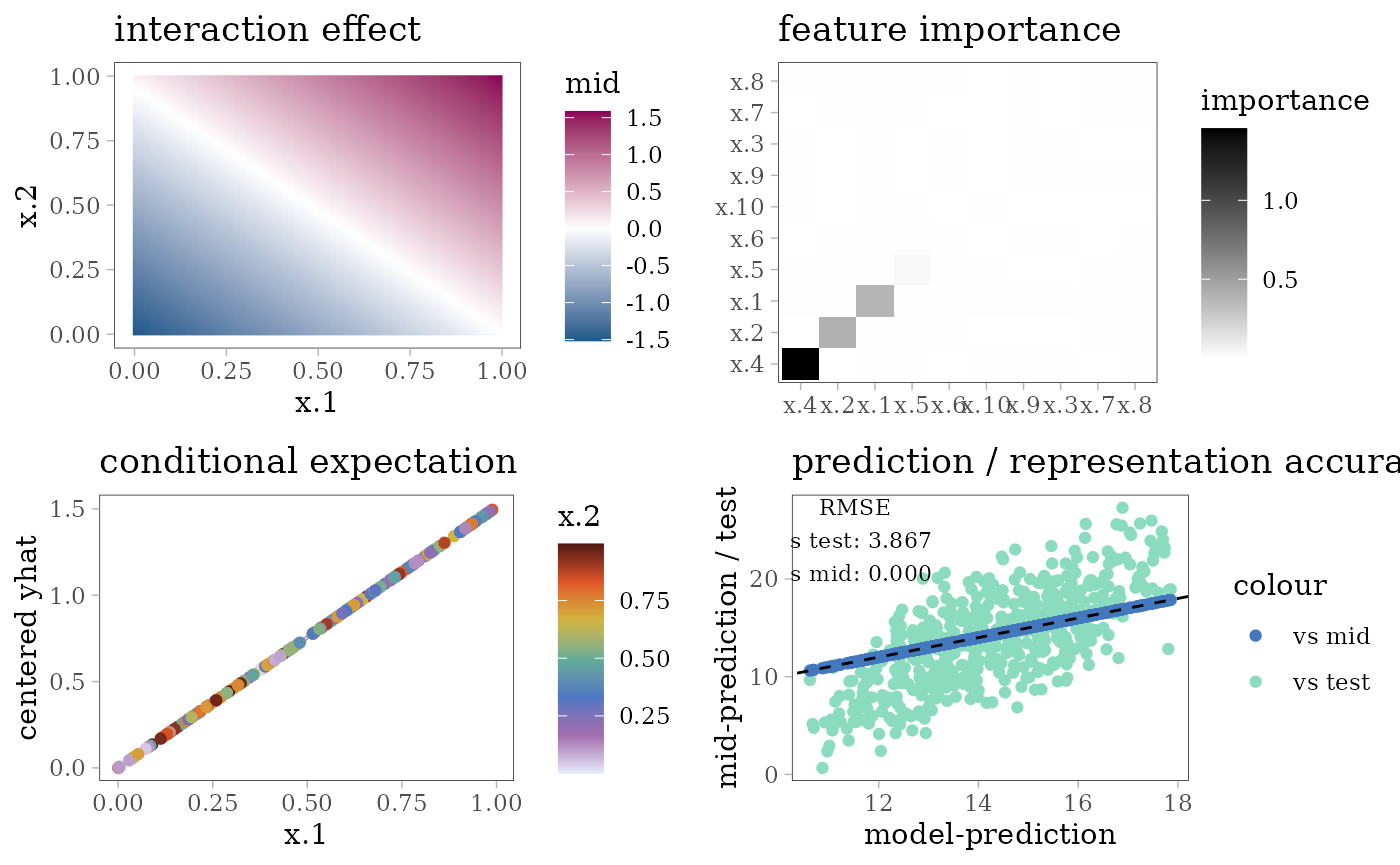 interaction effect
mid
1.5
1.0
0.5
0.0
-0.5
-1.0
-1.5
x.2
1.00
0.75
0.50
0.25
0.00
0.00 0.25 0.50 0.75 1.00
x.1
feature importance
importance
1.0
0.5
x.8
x.7
x.3
x.9
x.10
x.6
x.5
x.1
x.2
x.4
x.4 x.2 x.1 x.5 x.6 x.10 x.9 x.3 x.7 x.8
conditional expectation
x.2
0.75
0.50
0.25
centered yhat
1.5
1.0
0.5
0.0
0.00 0.25 0.50 0.75 1.00
x.1
prediction / representation accura
RMSE
s test: 3.867
s mid: 0.000
mid-prediction / test
20
10
0
12 14 16 18
model-prediction
colour
vs mid
vs test